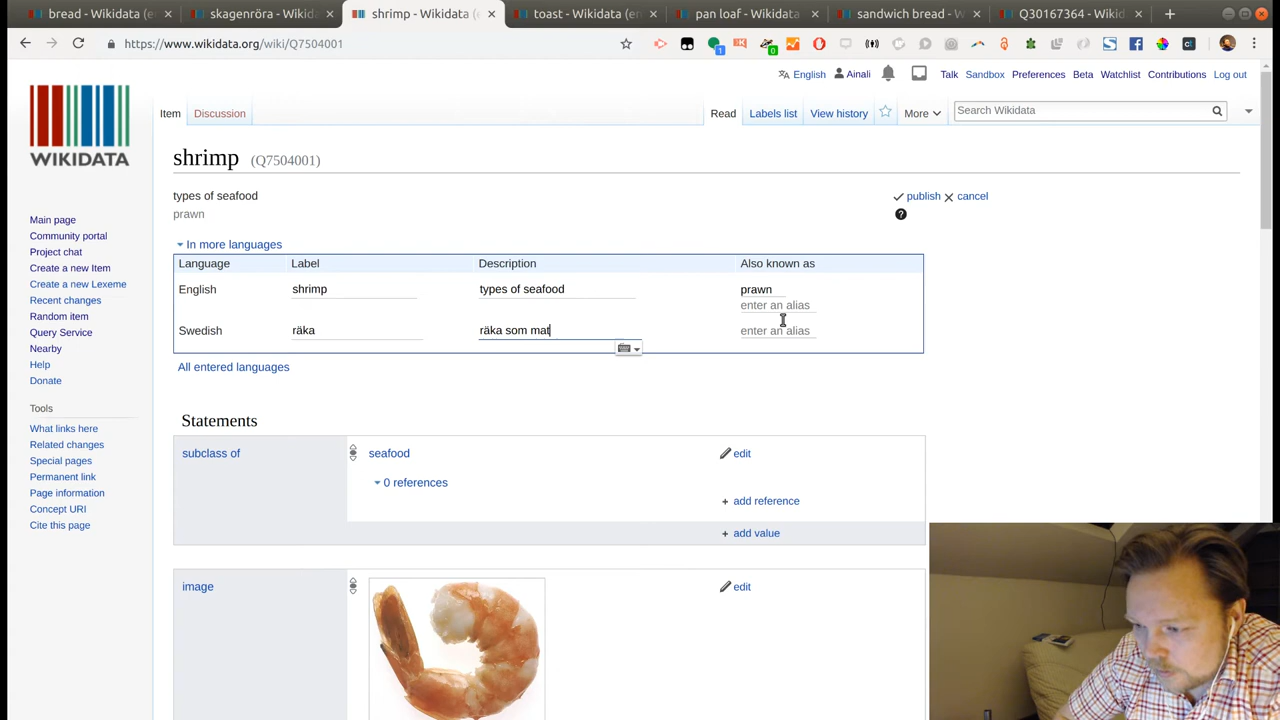 bread - Wikidata (en
skagenröra - Wikida
shrimp - Wikidata (e
toast - Wikidata (en
pan loaf - Wikidata
sandwich bread - W
Q30167364 - Wikid
https://www.wikidata.org/wiki/Q7504001
1
0
English
Ainali
Talk
Sandbox
Preferences
Beta
Watchlist
Contributions
Log out
WIKIDATA
Item
Discussion
Read
Labels list
View history
More
Search Wikidata
shrimp (Q7504001)
types of seafood
prawn
publish
cancel
?
In more languages
Language Label Description Also known as
English shrimp types of seafood prawn
enter an alias
Swedish räka räka som mat enter an alias
All entered languages
Main page
Community portal
Project chat
Create a new Item
Create a new Lexeme
Recent changes
Random item
Query Service
Nearby
Help
Donate
Tools
What links here
Related changes
Special pages
Permanent link
Page information
Concept URI
Cite this page
Statements
subclass of
seafood
edit
0 references
+ add reference
+ add value
image
edit